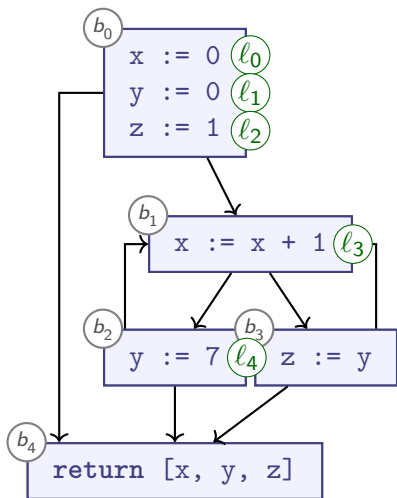 b0
x := 0 ℓ0
y := 0 ℓ1
z := 1 ℓ2
b1
x := x + 1 ℓ3
b2
y := 7 ℓ4
b3
z := y
b4
return [x, y, z]